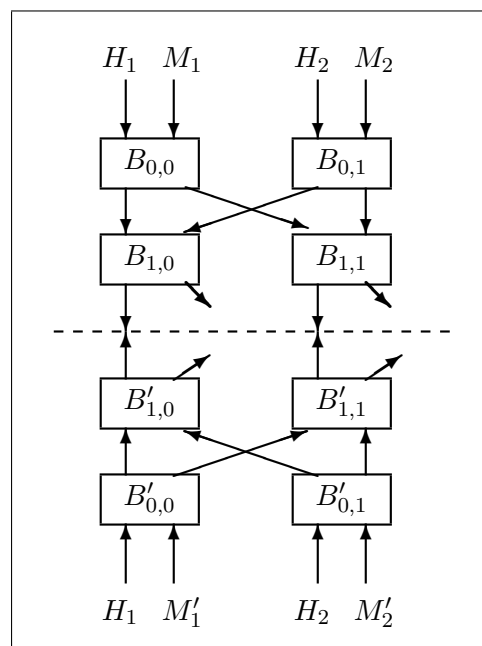 H₁ M₁ H₂ M₂
B₀,₀ B₀,₁
B₁,₀ B₁,₁
B′₁,₀ B′₁,₁
B′₀,₀ B′₀,₁
H₁ M′₁ H₂ M′₂